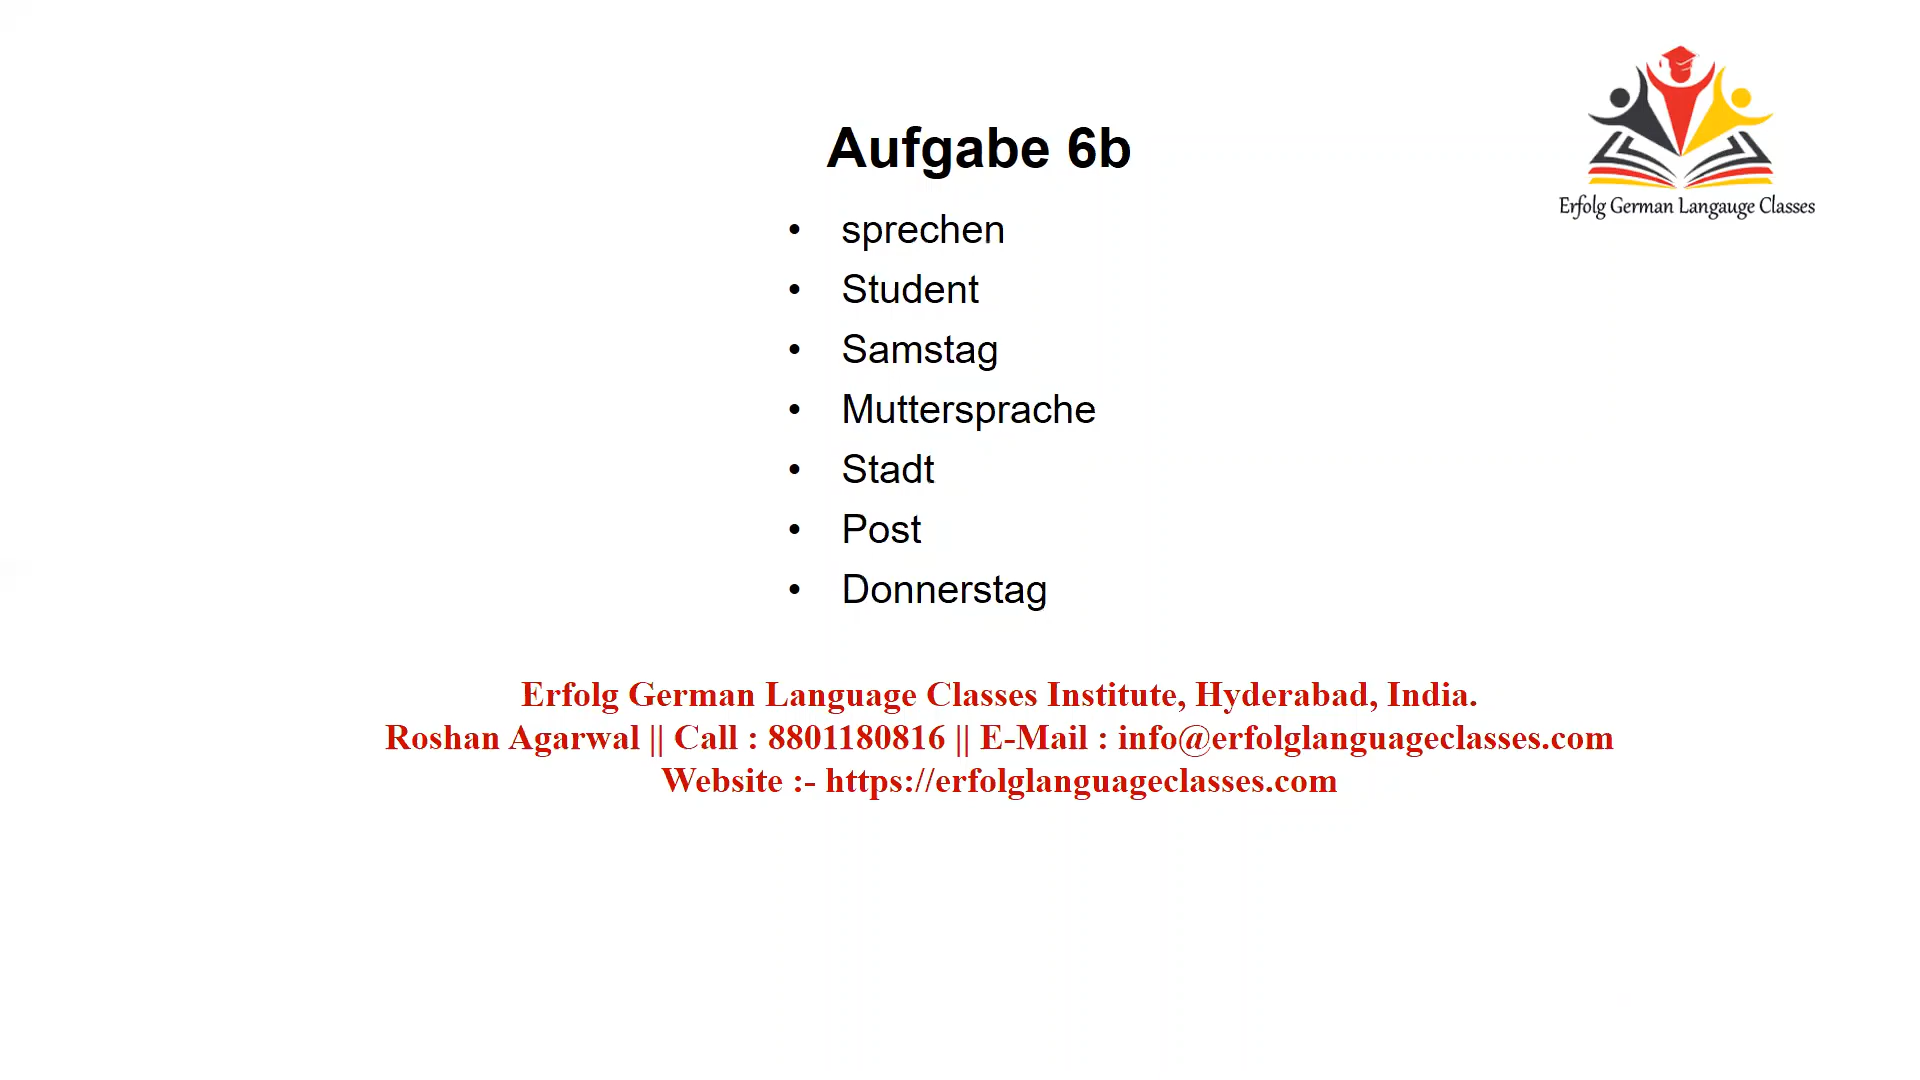 Erfolg German Langauge Classes
Aufgabe 6b
• sprechen
• Student
• Samstag
• Muttersprache
• Stadt
• Post
• Donnerstag
Erfolg German Language Classes Institute, Hyderabad, India.
Roshan Agarwal || Call : 8801180816 || E-Mail : info@erfolglanguageclasses.com
Website :- https://erfolglanguageclasses.com